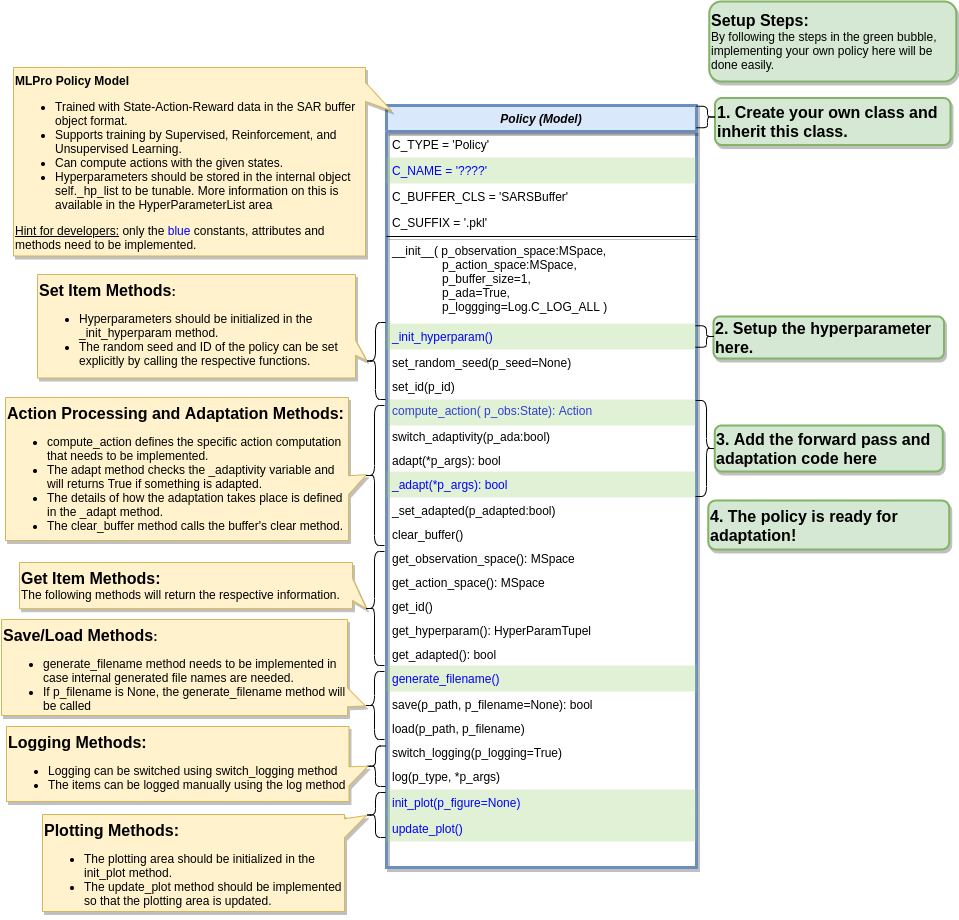 Setup Steps:
By following the steps in the green bubble,
implementing your own policy here will be
done easily.
MLPro Policy Model
Trained with State-Action-Reward data in the SAR buffer
object format.
Supports training by Supervised, Reinforcement, and
Unsupervised Learning.
Can compute actions with the given states.
Hyperparameters should be stored in the internal object
self._hp_list to be tunable. More information on this is
available in the HyperParameterList area
Hint for developers: only the blue constants, attributes and
methods need to be implemented.
Set Item Methods:
Hyperparameters should be initialized in the
_init_hyperparam method.
The random seed and ID of the policy can be set
explicitly by calling the respective functions.
Action Processing and Adaptation Methods:
compute_action defines the specific action computation
that needs to be implemented.
The adapt method checks the _adaptivity variable and
will returns True if something is adapted.
The details of how the adaptation takes place is defined
in the _adapt method.
The clear_buffer method calls the buffer's clear method.
Get Item Methods:
The following methods will return the respective information.
Save/Load Methods:
generate_filename method needs to be implemented in
case internal generated file names are needed.
If p_filename is None, the generate_filename method will
be called
Logging Methods:
Logging can be switched using switch_logging method
The items can be logged manually using the log method
Plotting Methods:
The plotting area should be initialized in the
init_plot method.
The update_plot method should be implemented
so that the plotting area is updated.
Policy (Model)
C_TYPE = 'Policy'
C_NAME = '????'
C_BUFFER_CLS = 'SARSBuffer'
C_SUFFIX = '.pkl'
__init__( p_observation_space:MSpace,
p_action_space:MSpace,
p_buffer_size=1,
p_ada=True,
p_loggging=Log.C_LOG_ALL )
_init_hyperparam()
set_random_seed(p_seed=None)
set_id(p_id)
compute_action( p_obs:State): Action
switch_adaptivity(p_ada:bool)
adapt(*p_args): bool
_adapt(*p_args): bool
_set_adapted(p_adapted:bool)
clear_buffer()
get_observation_space(): MSpace
get_action_space(): MSpace
get_id()
get_hyperparam(): HyperParamTupel
get_adapted(): bool
generate_filename()
save(p_path, p_filename=None): bool
load(p_path, p_filename)
switch_logging(p_logging=True)
log(p_type, *p_args)
init_plot(p_figure=None)
update_plot()
1. Create your own class and
inherit this class.
2. Setup the hyperparameter
here.
3. Add the forward pass and
adaptation code here
4. The policy is ready for
adaptation!